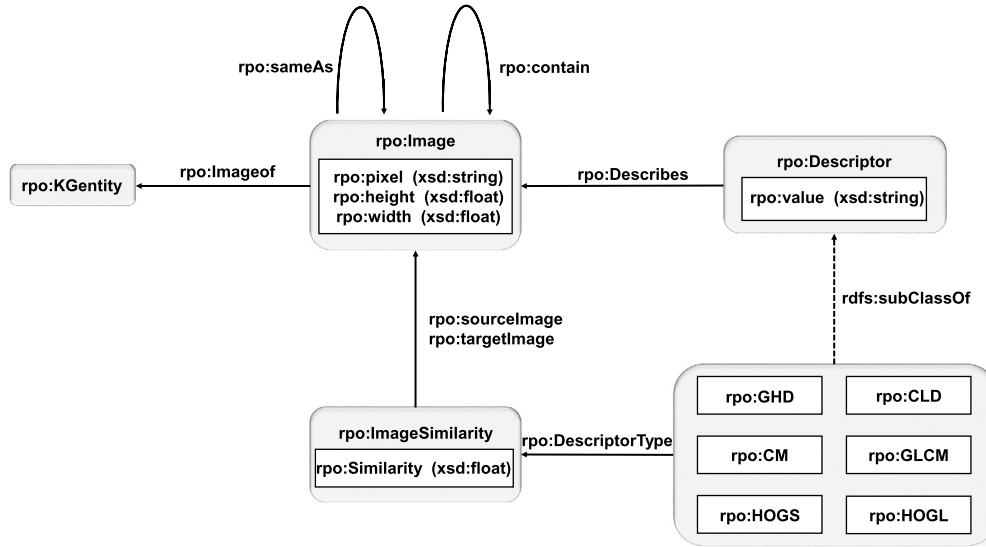 rpo:sameAs
rpo:contain
rpo:Image
rpo:pixel (xsd:string)
rpo:height (xsd:float)
rpo:width (xsd:float)
rpo:KGentity
rpo:Imageof
rpo:Describes
rpo:Descriptor
rpo:value (xsd:string)
rdfs:subClassOf
rpo:sourceImage
rpo:targetImage
rpo:ImageSimilarity
rpo:Similarity (xsd:float)
rpo:DescriptorType
rpo:GHD
rpo:CLD
rpo:CM
rpo:GLCM
rpo:HOGS
rpo:HOGL